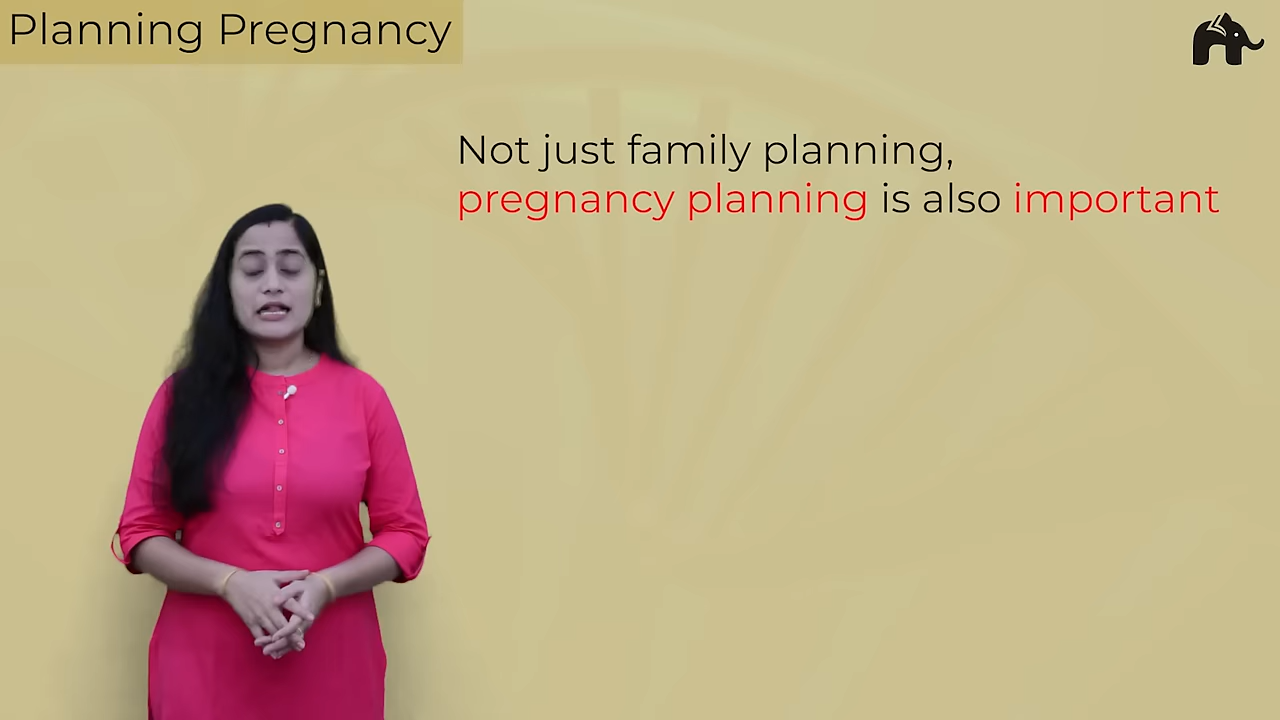 Planning Pregnancy
Not just family planning,
pregnancy planning is also important